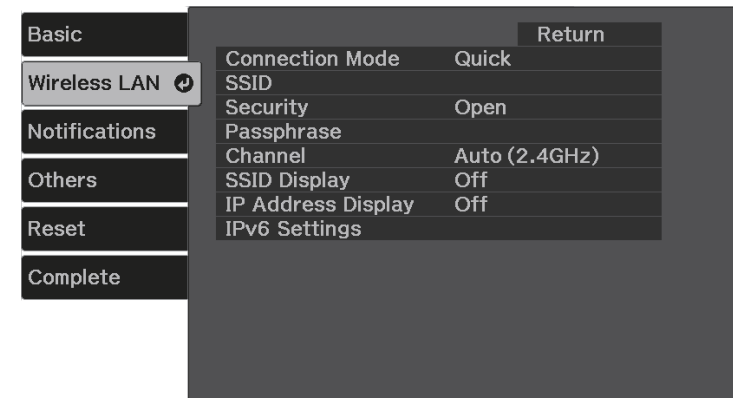 Basic
Wireless LAN
Notifications
Others
Reset
Complete
Return
Connection Mode Quick
SSID
Security Open
Passphrase
Channel Auto (2.4GHz)
SSID Display Off
IP Address Display Off
IPv6 Settings